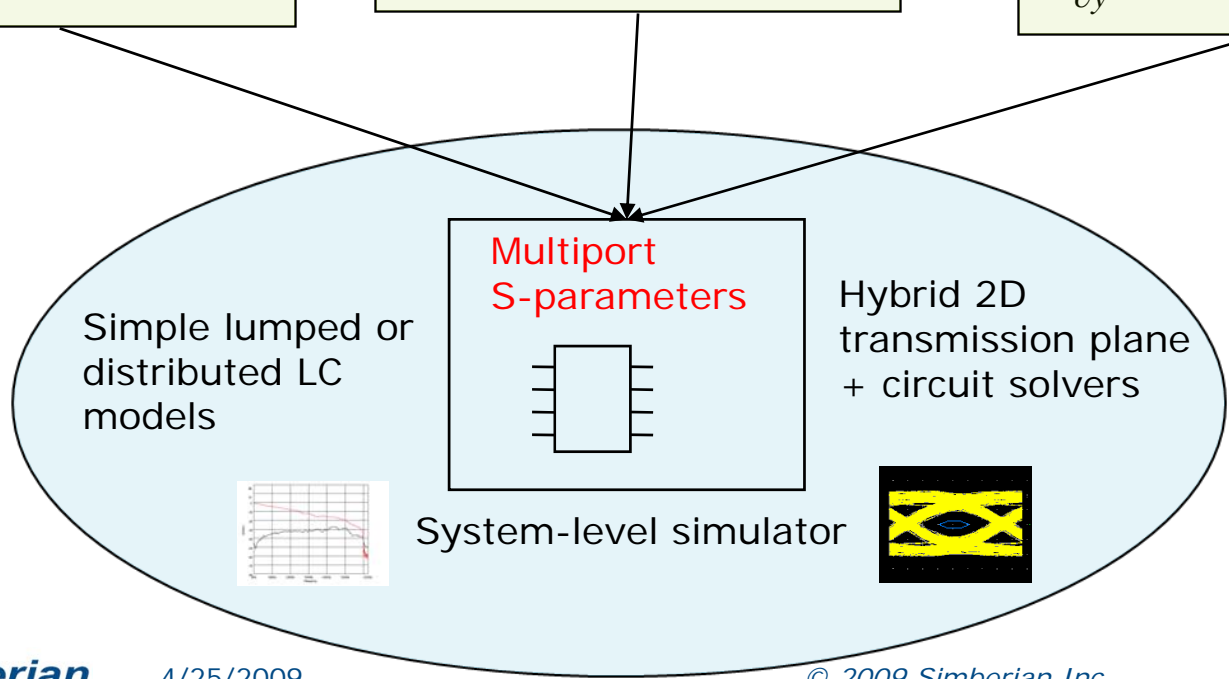 Multiport
S-parameters
Simple lumped or
distributed LC
models
Hybrid 2D
transmission plane
+ circuit solvers
System-level simulator
4/25/2009
© 2009 Simberian Inc.